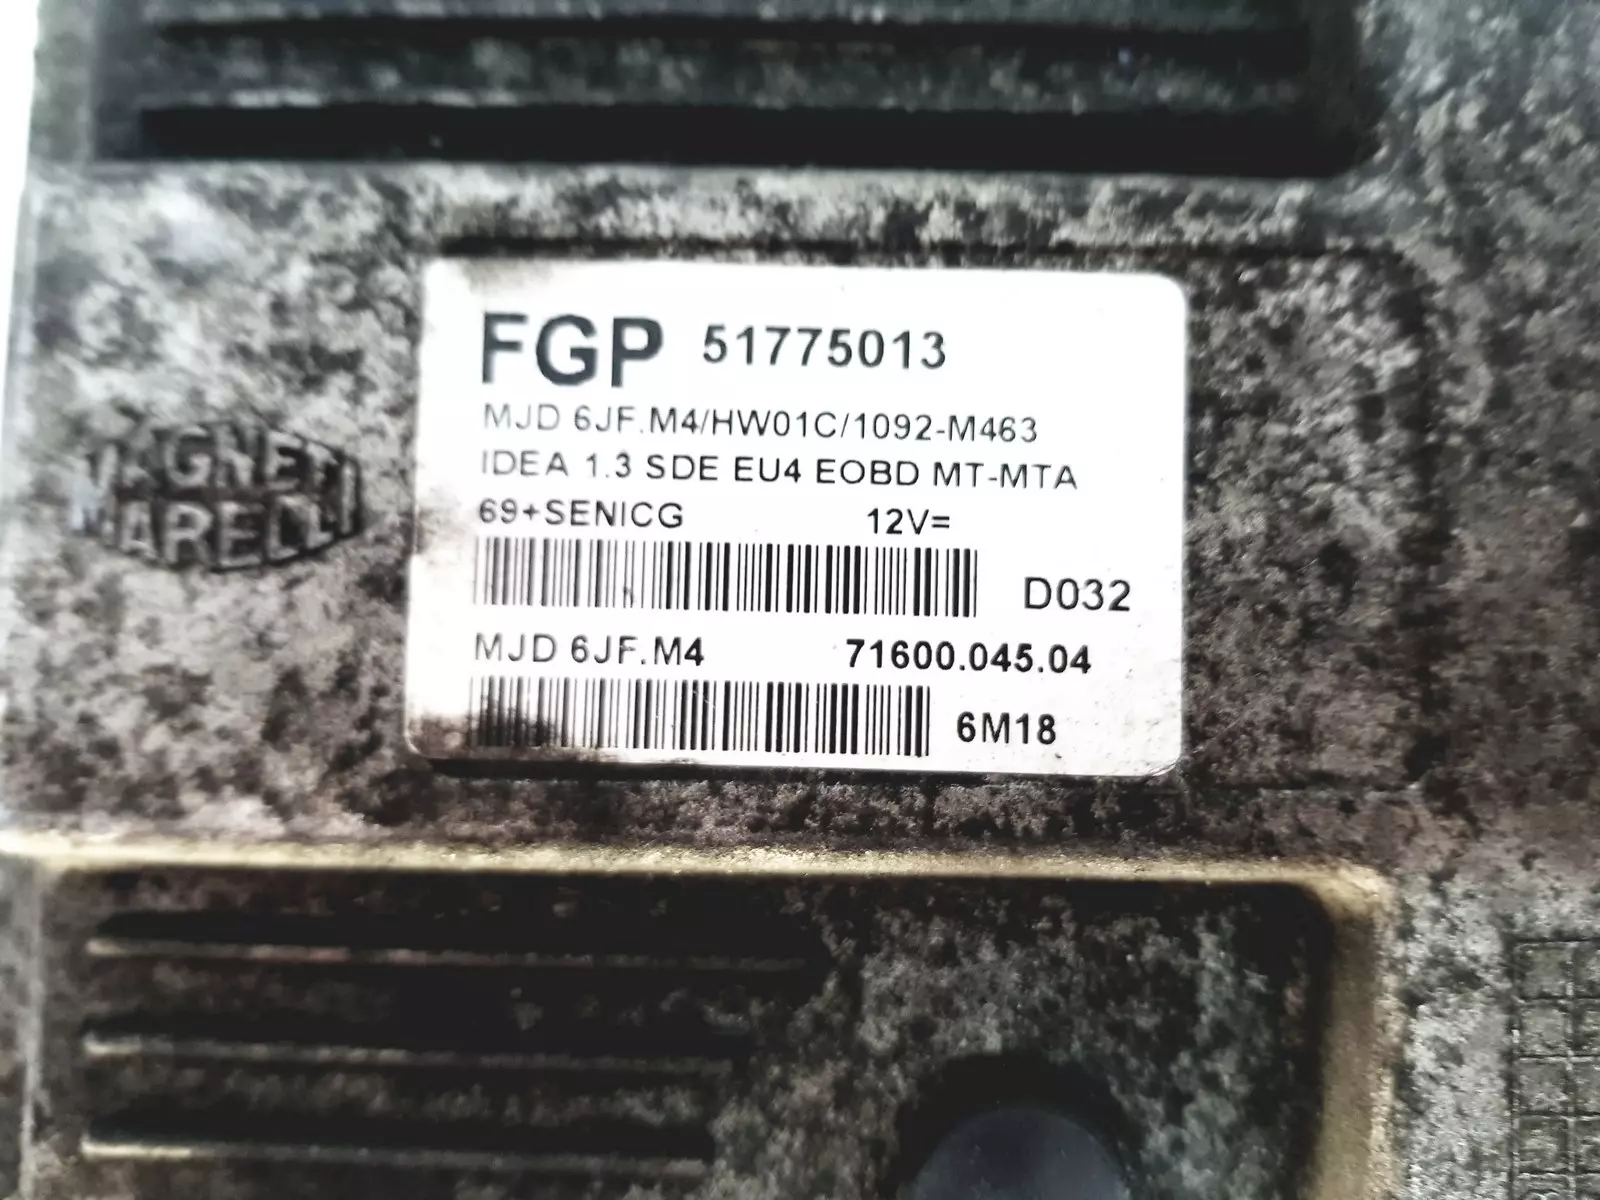 MAGNETI
MARELLI
FGP 51775013
MJD 6JF.M4/HW01C/1092-M463
IDEA 1.3 SDE EU4 EOBD MT-MTA
69+SENICG 12V=
D032
MJD 6JF.M4 71600.045.04
6M18